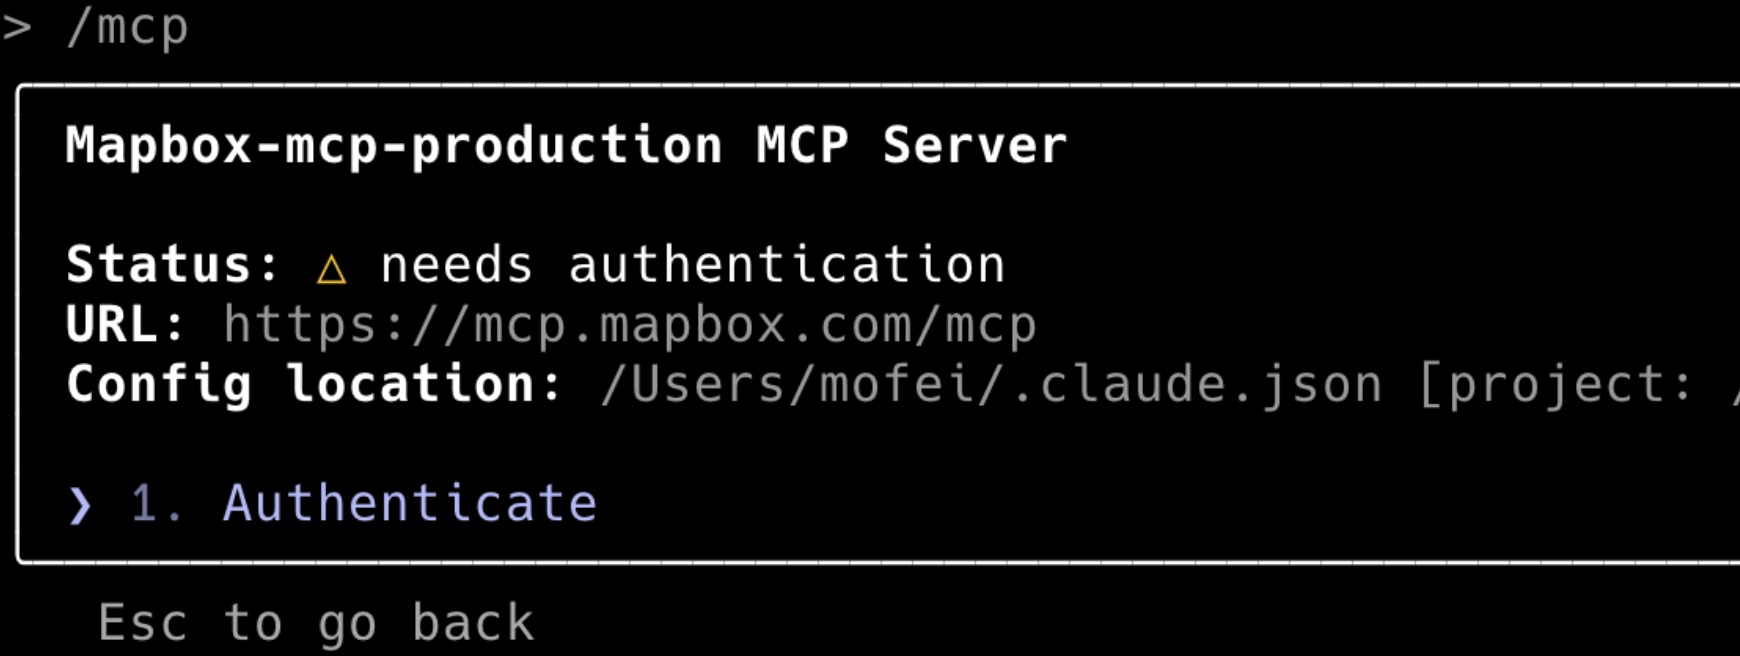 > /mcp
Mapbox-mcp-production MCP Server
Status: △ needs authentication
URL: https://mcp.mapbox.com/mcp
Config location: /Users/mofei/.claude.json [project: /
❯ 1. Authenticate
Esc to go back